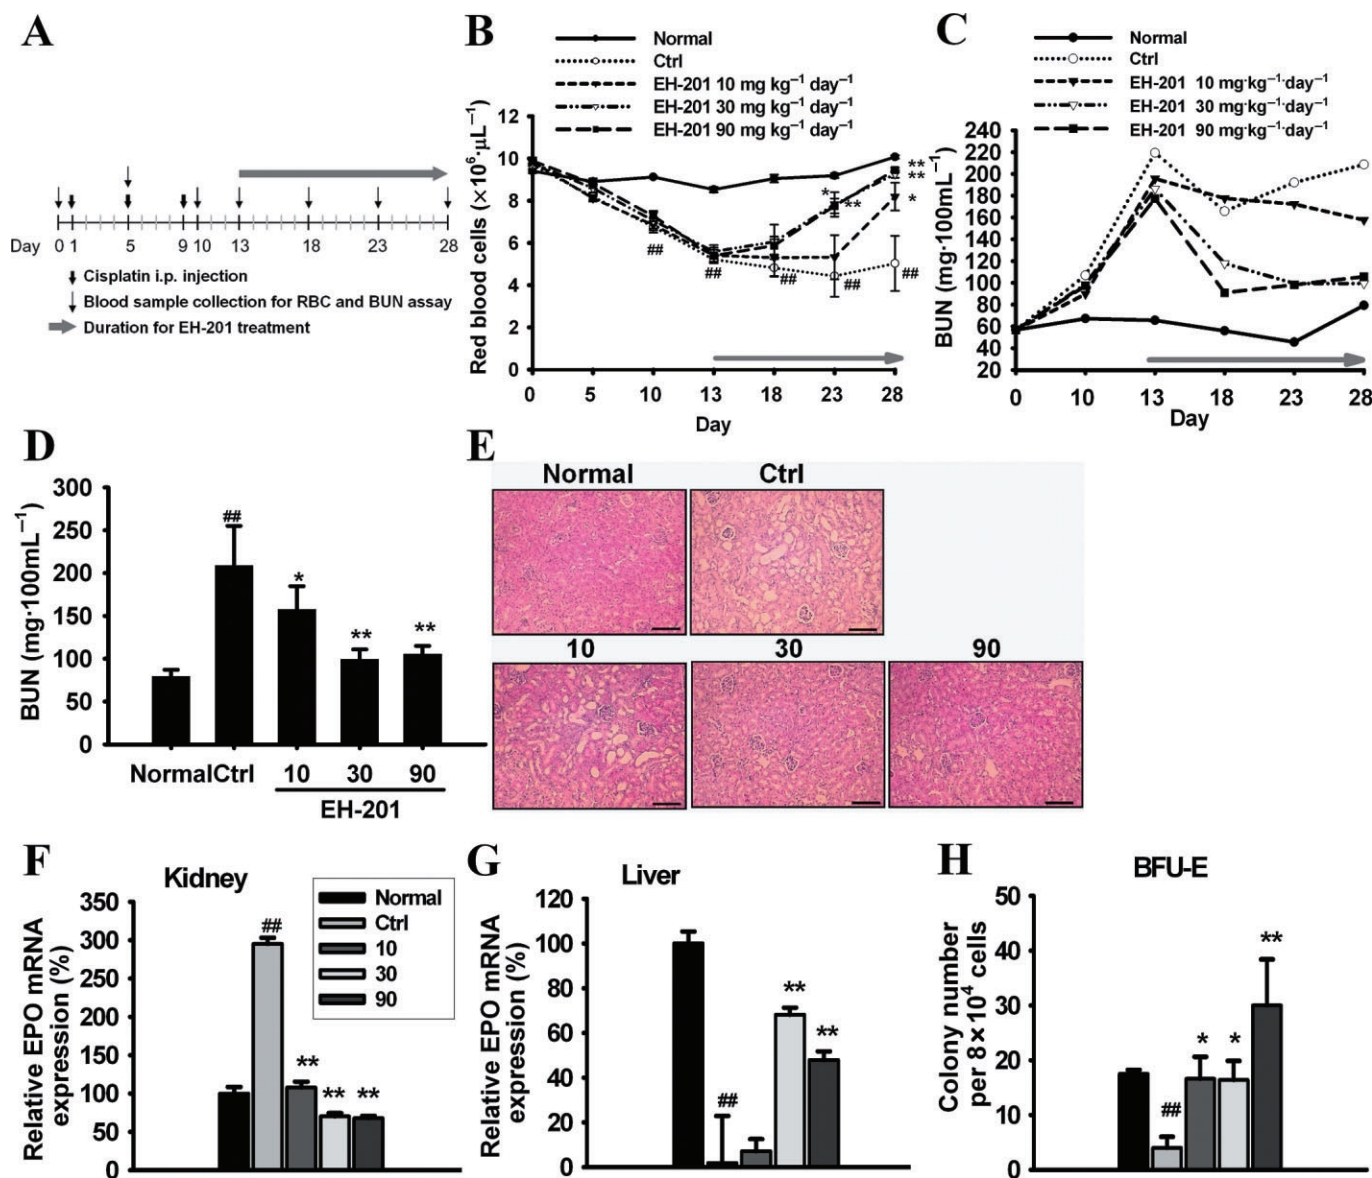 A
Day
0 1 5 9 10 13 18 23 28
Cisplatin i.p. injection
Blood sample collection for RBC and BUN assay
Duration for EH-201 treatment
B
Normal
Ctrl
EH-201 10 mg kg⁻¹ day⁻¹
EH-201 30 mg kg⁻¹ day⁻¹
EH-201 90 mg kg⁻¹ day⁻¹
Red blood cells (×10⁶·µL⁻¹)
12
10
8
6
4
2
0
**
**
* **
*
## ## ## ## ##
0 5 10 13 18 23 28
Day
C
Normal
Ctrl
EH-201 10 mg·kg⁻¹·day⁻¹
EH-201 30 mg·kg⁻¹·day⁻¹
EH-201 90 mg·kg⁻¹·day⁻¹
BUN (mg·100mL⁻¹)
240
220
200
180
160
140
120
100
80
60
40
20
0 10 13 18 23 28
Day
D
BUN (mg·100mL⁻¹)
300
250
200
150
100
50
0
## * ** **
Normal Ctrl 10 30 90
EH-201
E
Normal Ctrl
10 30 90
F
Kidney
Relative EPO mRNA
expression (%)
350
300
250
200
150
100
50
0
## ** ** **
Normal
Ctrl
10
30
90
G
Liver
Relative EPO mRNA
expression (%)
120
100
80
60
40
20
0
## ** **
H
BFU-E
Colony number
per 8×10⁴ cells
50
40
30
20
10
0
## * * **